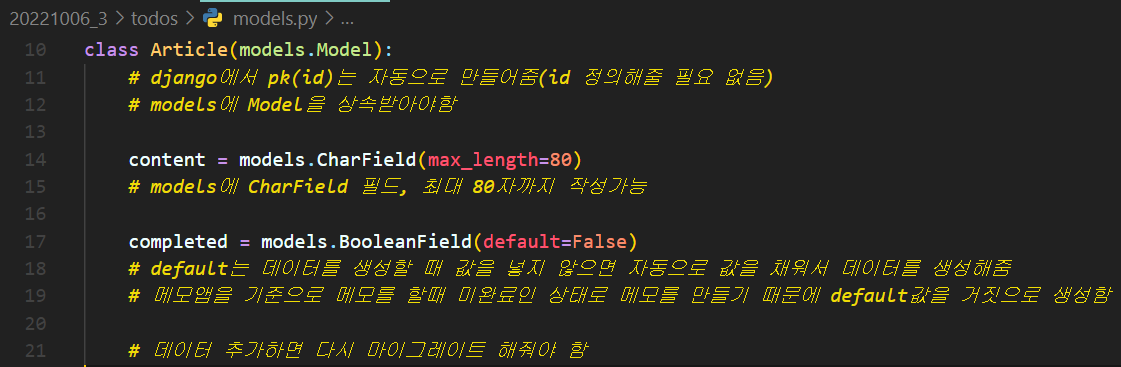 20221006_3 > todos > models.py > ...
10 class Article(models.Model):
11 # django에서 pk(id)는 자동으로 만들어줌(id 정의해줄 필요 없음)
12 # models에 Model을 상속받아야함
13
14 content = models.CharField(max_length=80)
15 # models에 CharField 필드, 최대 80자까지 작성가능
16
17 completed = models.BooleanField(default=False)
18 # default는 데이터를 생성할 때 값을 넣지 않으면 자동으로 값을 채워서 데이터를 생성해줌
19 # 메모앱을 기준으로 메모를 할때 미완료인 상태로 메모를 만들기 때문에 default값을 거짓으로 생성함
20
21 # 데이터 추가하면 다시 마이그레이트 해줘야 함